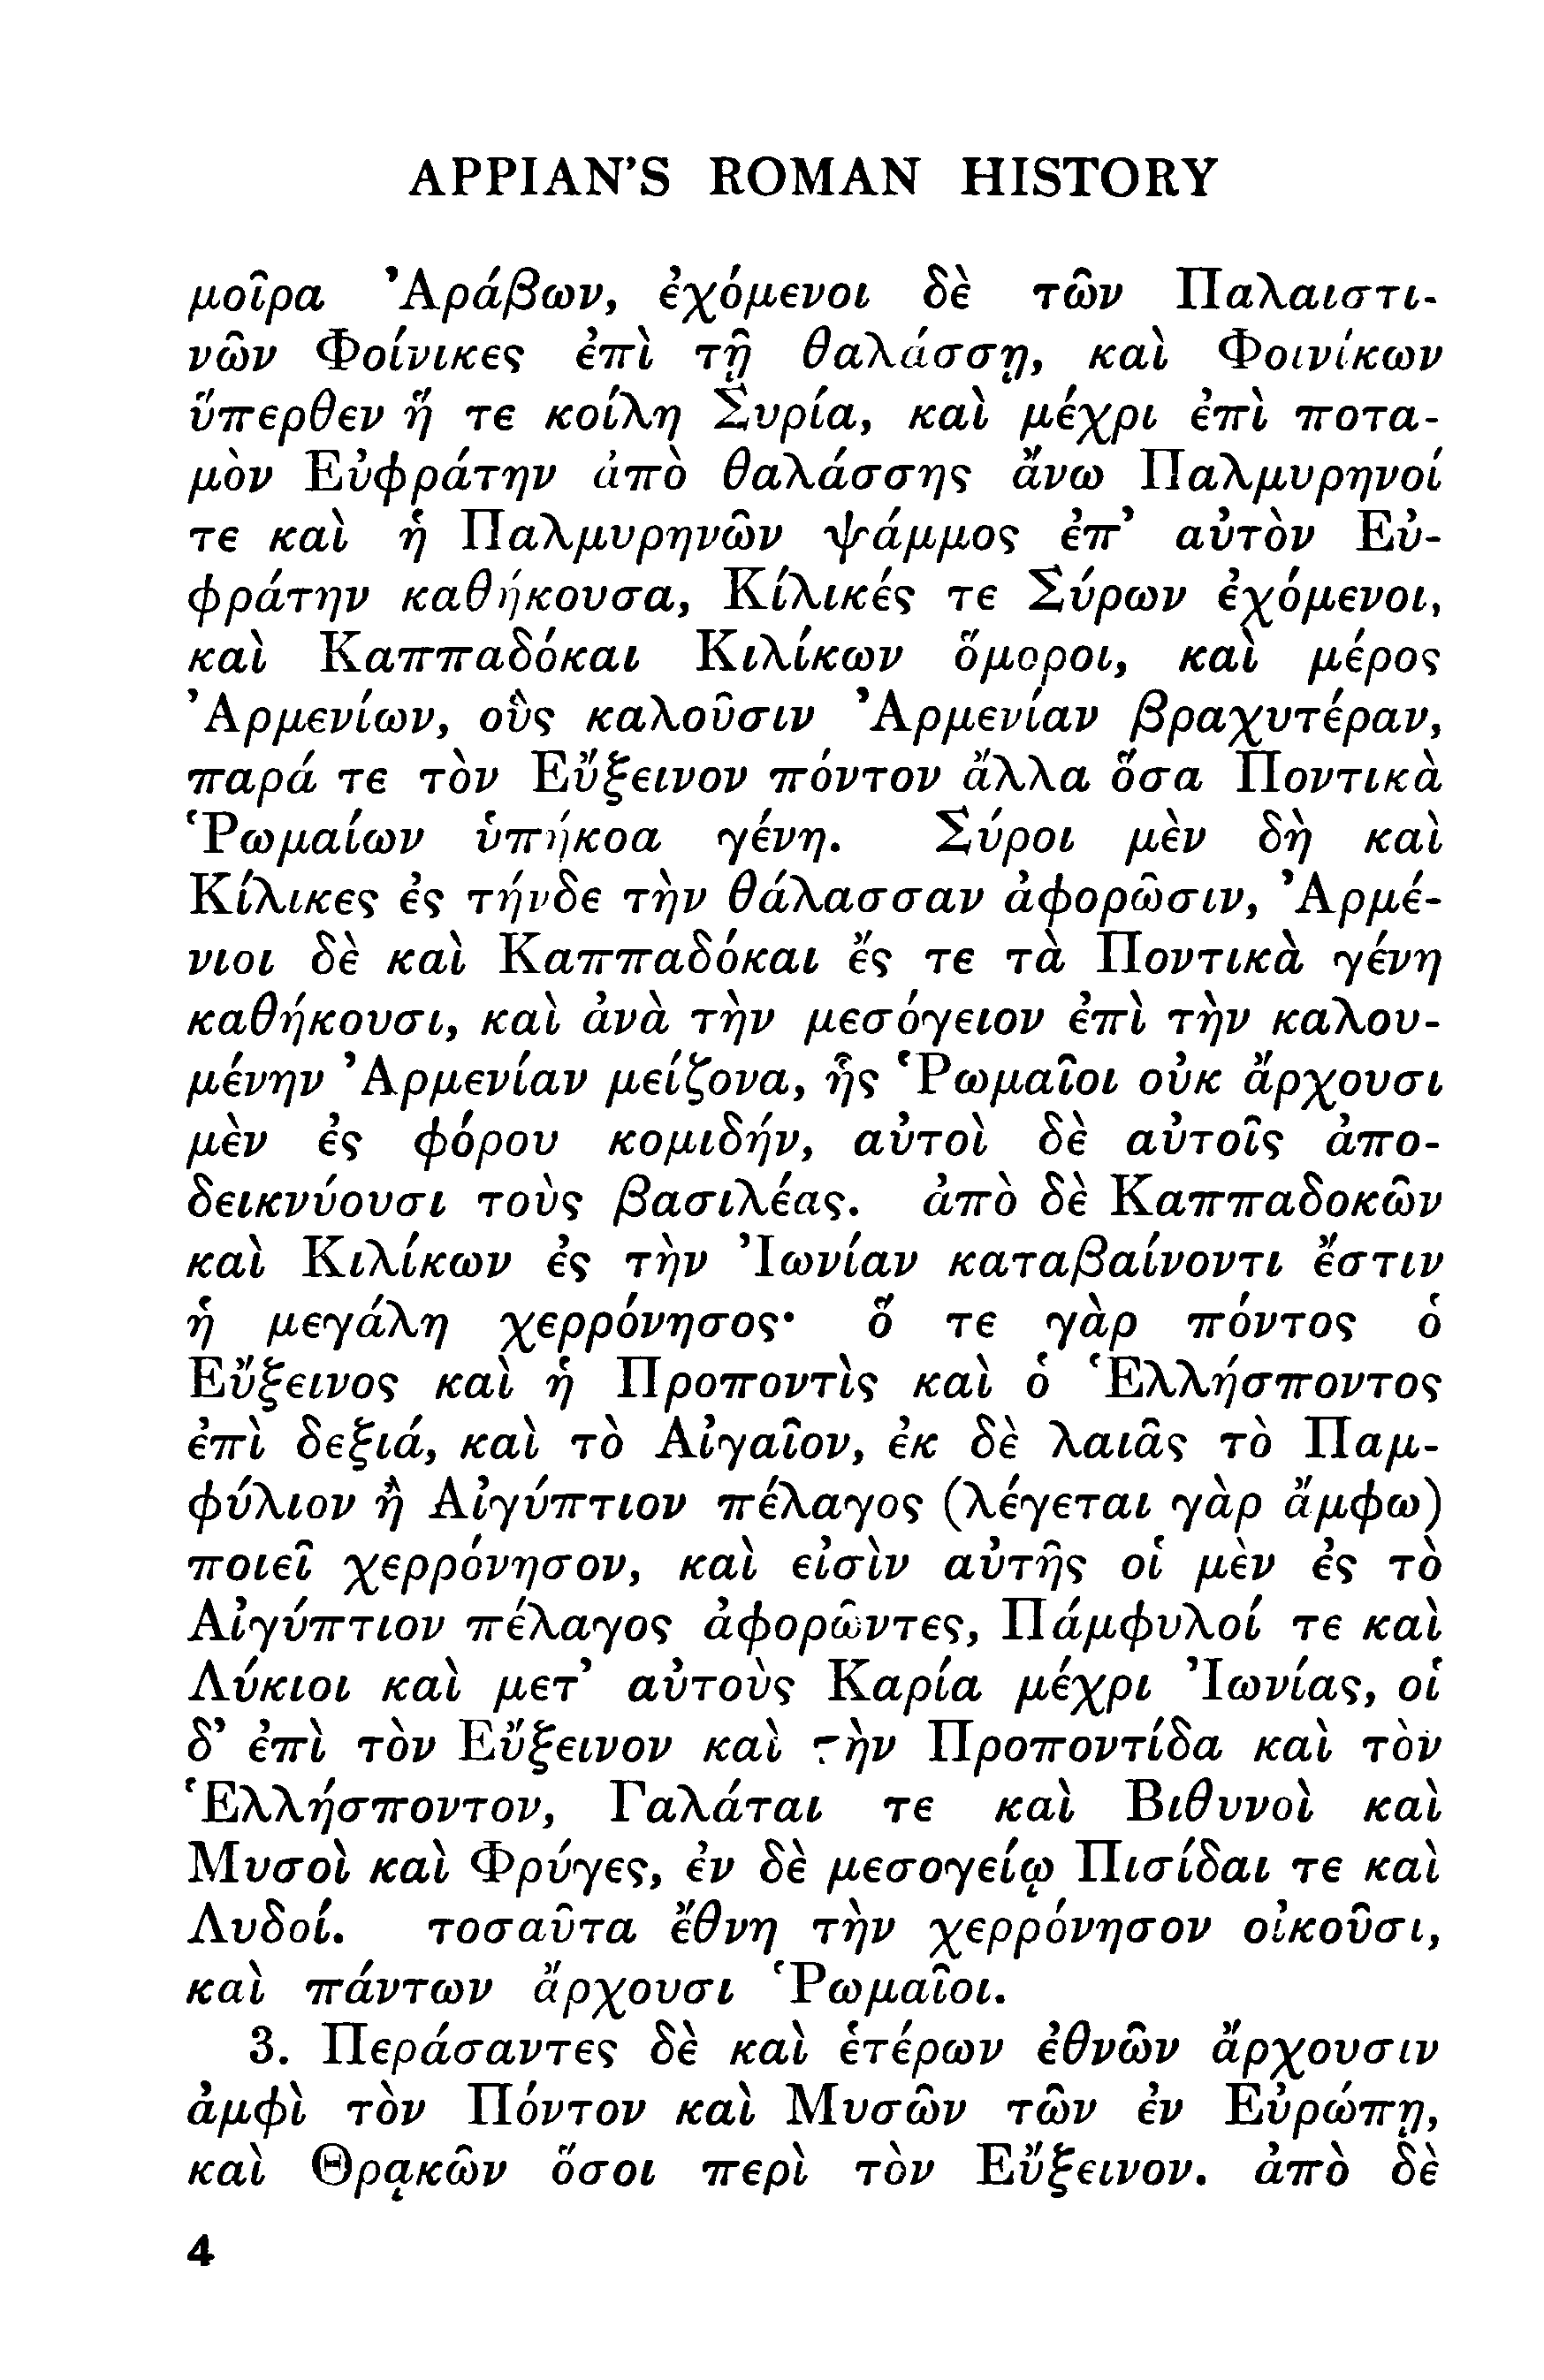 APPIAN'S ROMAN HISTORY
μοῖρα Ἀράβων, ἐχόμενοι δὲ τῶν Παλαιστι-
νῶν Φοίνικες ἐπὶ τῇ θαλάσσῃ, καὶ Φοινίκων
ὕπερθεν ἥ τε κοίλη Συρία, καὶ μέχρι ἐπὶ ποτα-
μὸν Εὐφράτην ἀπὸ θαλάσσης ἄνω Παλμυρηνοί
τε καὶ ἡ Παλμυρηνῶν ψάμμος ἐπ' αὐτὸν Εὐ-
φράτην καθήκουσα, Κίλικές τε Σύρων ἐχόμενοι,
καὶ Καππαδόκαι Κιλίκων ὅμοροι, καὶ μέρος
Ἀρμενίων, οὓς καλοῦσιν Ἀρμενίαν βραχυτέραν,
παρά τε τὸν Εὔξεινον πόντον ἄλλα ὅσα Ποντικὰ
Ῥωμαίων ὑπήκοα γένη. Σύροι μὲν δὴ καὶ
Κίλικες ἐς τήνδε τὴν θάλασσαν ἀφορῶσιν, Ἀρμέ-
νιοι δὲ καὶ Καππαδόκαι ἔς τε τὰ Ποντικὰ γένη
καθήκουσι, καὶ ἀνὰ τὴν μεσόγειον ἐπὶ τὴν καλου-
μένην Ἀρμενίαν μείζονα, ἧς Ῥωμαῖοι οὐκ ἄρχουσι
μὲν ἐς φόρου κομιδήν, αὐτοὶ δὲ αὐτοῖς ἀπο-
δεικνύουσι τοὺς βασιλέας. ἀπὸ δὲ Καππαδοκῶν
καὶ Κιλίκων ἐς τὴν Ἰωνίαν καταβαίνοντι ἔστιν
ἡ μεγάλη χερρόνησος· ὅ τε γὰρ πόντος ὁ
Εὔξεινος καὶ ἡ Προποντὶς καὶ ὁ Ἑλλήσποντος
ἐπὶ δεξιά, καὶ τὸ Αἰγαῖον, ἐκ δὲ λαιᾶς τὸ Παμ-
φύλιον ἢ Αἰγύπτιον πέλαγος (λέγεται γὰρ ἄμφω)
ποιεῖ χερρόνησον, καὶ εἰσὶν αὐτῆς οἱ μὲν ἐς τὸ
Αἰγύπτιον πέλαγος ἀφορῶντες, Πάμφυλοί τε καὶ
Λύκιοι καὶ μετ' αὐτοὺς Καρία μέχρι Ἰωνίας, οἱ
δ' ἐπὶ τὸν Εὔξεινον καὶ τὴν Προποντίδα καὶ τὸν
Ἑλλήσποντον, Γαλάται τε καὶ Βιθυνοὶ καὶ
Μυσοὶ καὶ Φρύγες, ἐν δὲ μεσογείῳ Πισίδαι τε καὶ
Λυδοί. τοσαῦτα ἔθνη τὴν χερρόνησον οἰκοῦσι,
καὶ πάντων ἄρχουσι Ῥωμαῖοι.
3. Περάσαντες δὲ καὶ ἑτέρων ἐθνῶν ἄρχουσιν
ἀμφὶ τὸν Πόντον καὶ Μυσῶν τῶν ἐν Εὐρώπῃ,
καὶ Θρᾳκῶν ὅσοι περὶ τὸν Εὔξεινον. ἀπὸ δὲ
4